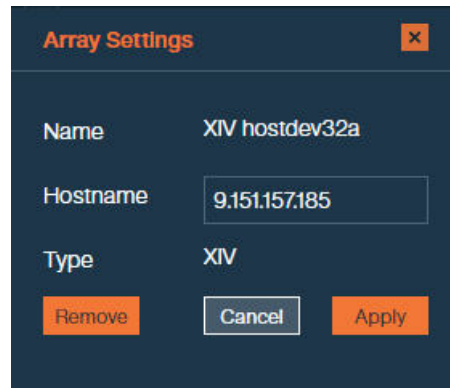 Array Settings
Name XIV hostdev32a
Hostname 9.151.157.185
Type XIV
Remove Cancel Apply